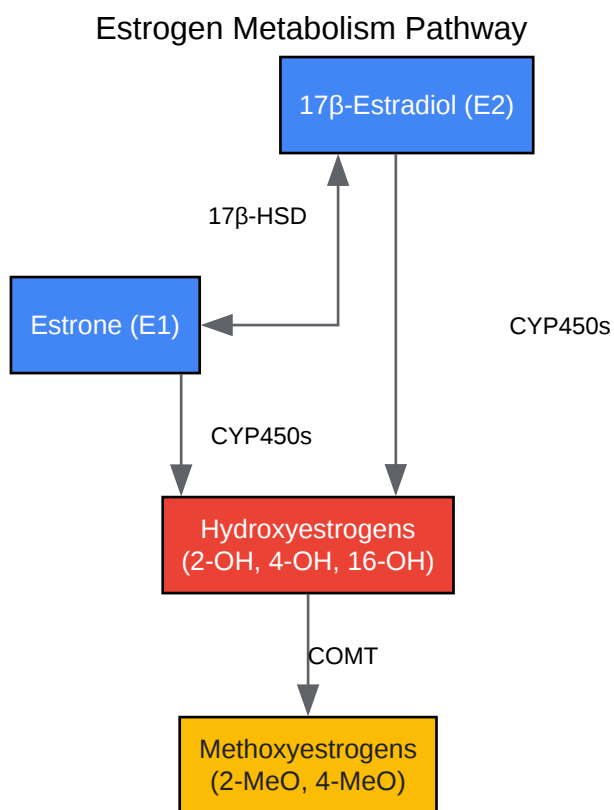 Estrogen Metabolism Pathway
17β-Estradiol (E2)
17β-HSD
Estrone (E1)
CYP450s
CYP450s
Hydroxyestrogens
(2-OH, 4-OH, 16-OH)
COMT
Methoxyestrogens
(2-MeO, 4-MeO)